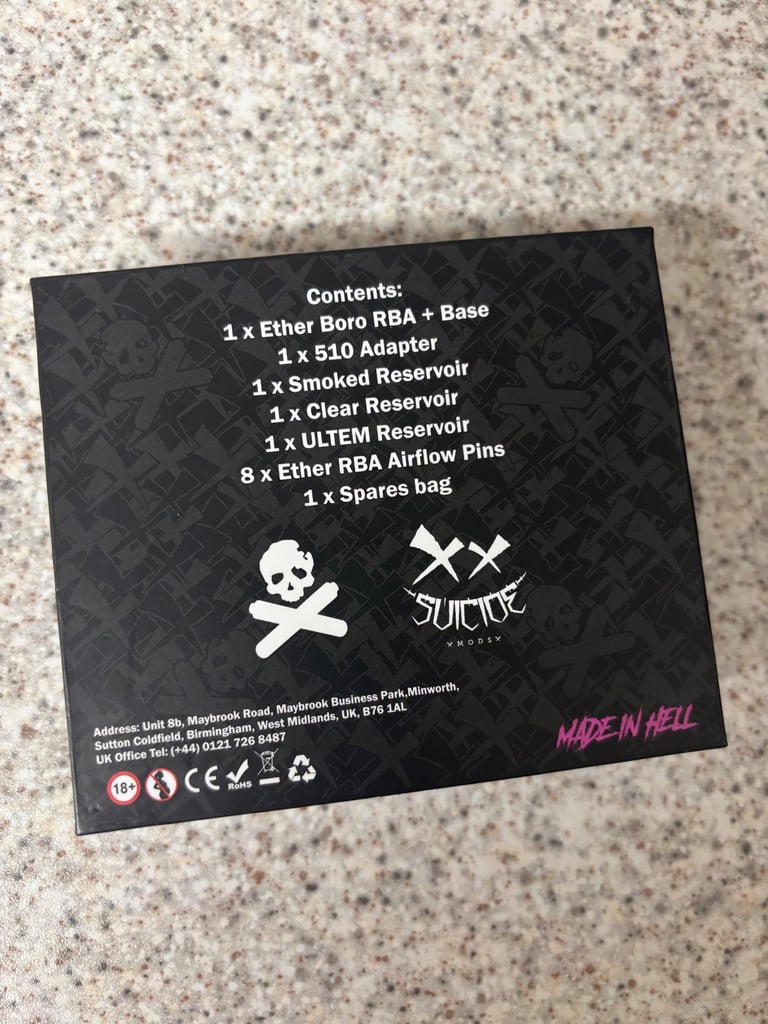 Contents:
1 x Ether Boro RBA + Base
1 x 510 Adapter
1 x Smoked Reservoir
1 x Clear Reservoir
1 x ULTEM Reservoir
8 x Ether RBA Airflow Pins
1 x Spares bag
SUICIDE
XMODSX
Address: Unit 8b, Maybrook Road, Maybrook Business Park,Minworth,
Sutton Coldfield, Birmingham, West Midlands, UK, B76 1AL
UK Office Tel: (+44) 0121 726 8487
MADE IN HELL
18+
CE
RoHS